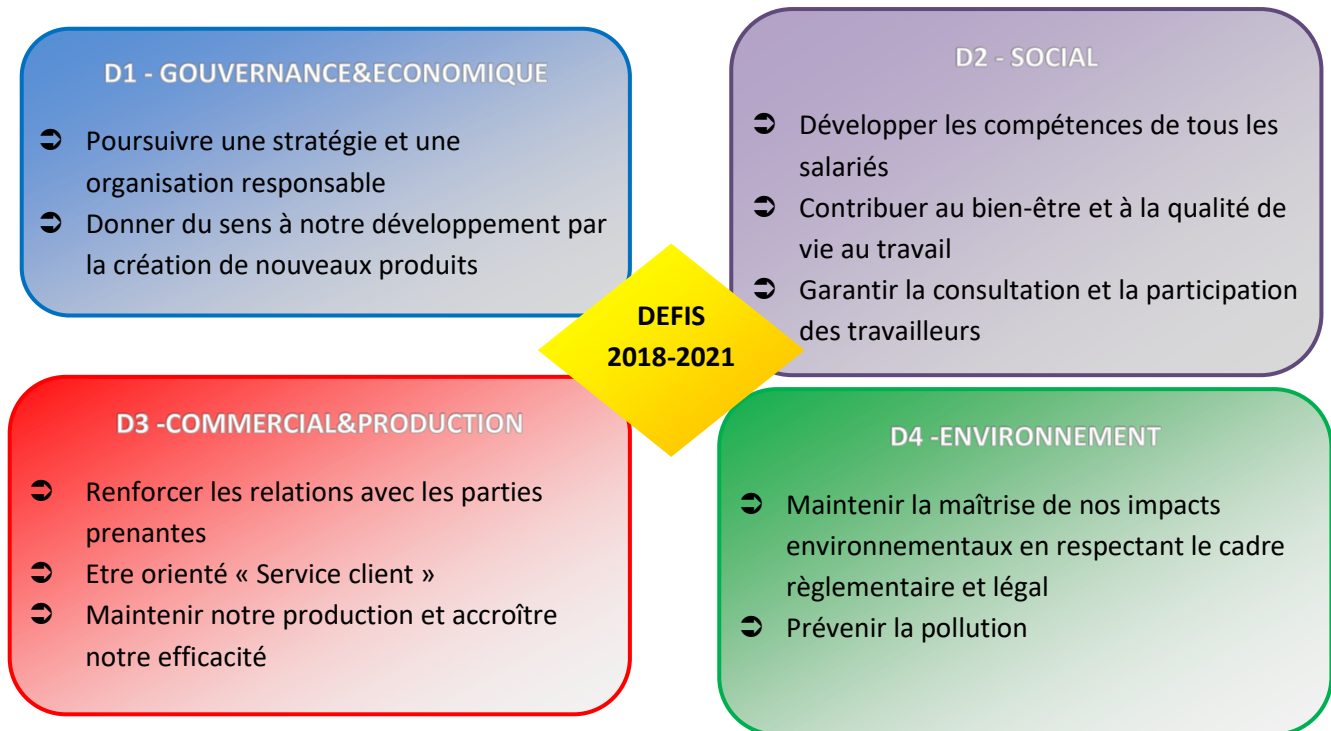 D1 - GOUVERNANCE&ECONOMIQUE
➲ Poursuivre une stratégie et une
organisation responsable
➲ Donner du sens à notre développement par
la création de nouveaux produits
D2 - SOCIAL
➲ Développer les compétences de tous les
salariés
➲ Contribuer au bien-être et à la qualité de
vie au travail
➲ Garantir la consultation et la participation
des travailleurs
DEFIS
2018-2021
D3 -COMMERCIAL&PRODUCTION
➲ Renforcer les relations avec les parties
prenantes
➲ Etre orienté « Service client »
➲ Maintenir notre production et accroître
notre efficacité
D4 -ENVIRONNEMENT
➲ Maintenir la maîtrise de nos impacts
environnementaux en respectant le cadre
règlementaire et légal
➲ Prévenir la pollution